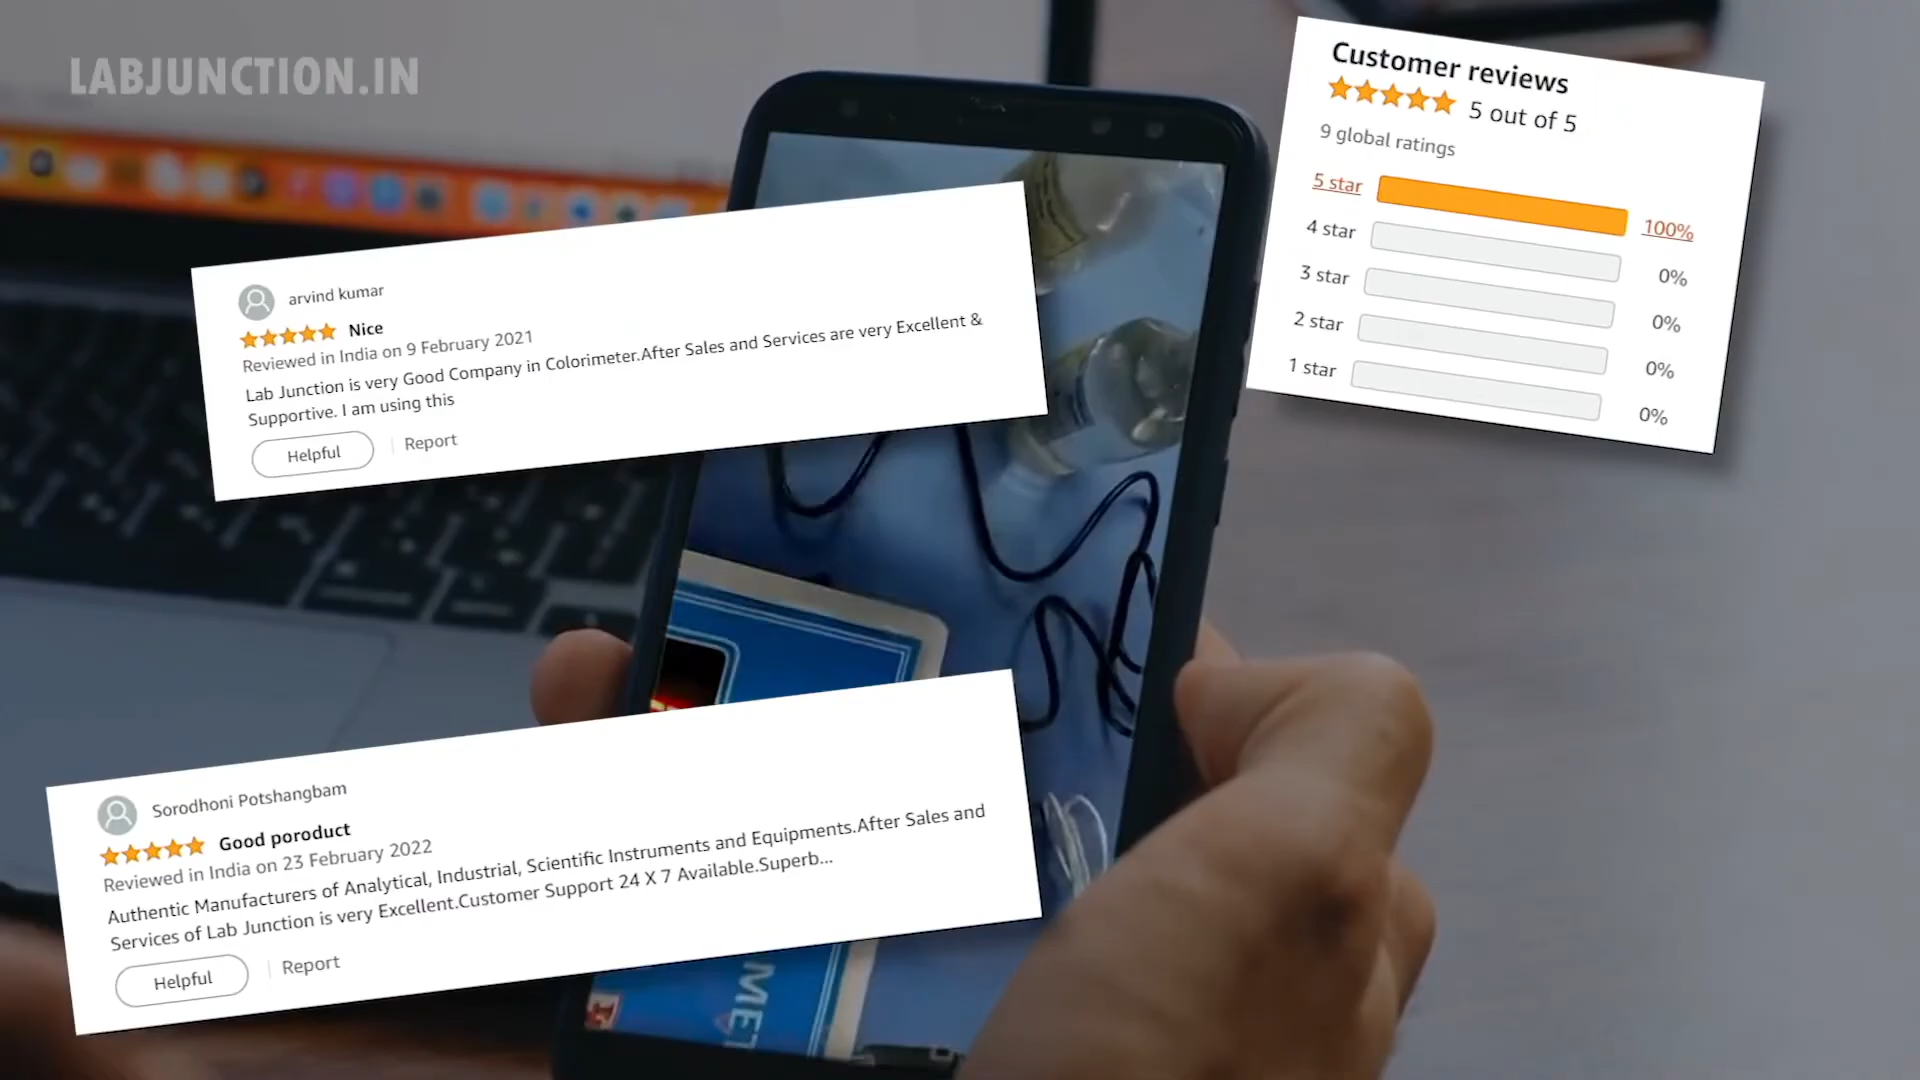 LABJUNCTION.IN
Customer reviews
5 out of 5
9 global ratings
5 star 100%
4 star 0%
3 star 0%
2 star 0%
1 star 0%
arvind kumar
Nice
Reviewed in India on 9 February 2021
Lab Junction is very Good Company in Colorimeter.After Sales and Services are very Excellent &
Supportive. I am using this
Helpful
Report
Sorodhoni Potshangbam
Good poroduct
Reviewed in India on 23 February 2022
Authentic Manufacturers of Analytical, Industrial, Scientific Instruments and Equipments.After Sales and
Services of Lab Junction is very Excellent.Customer Support 24 X 7 Available.Superb...
Helpful
Report